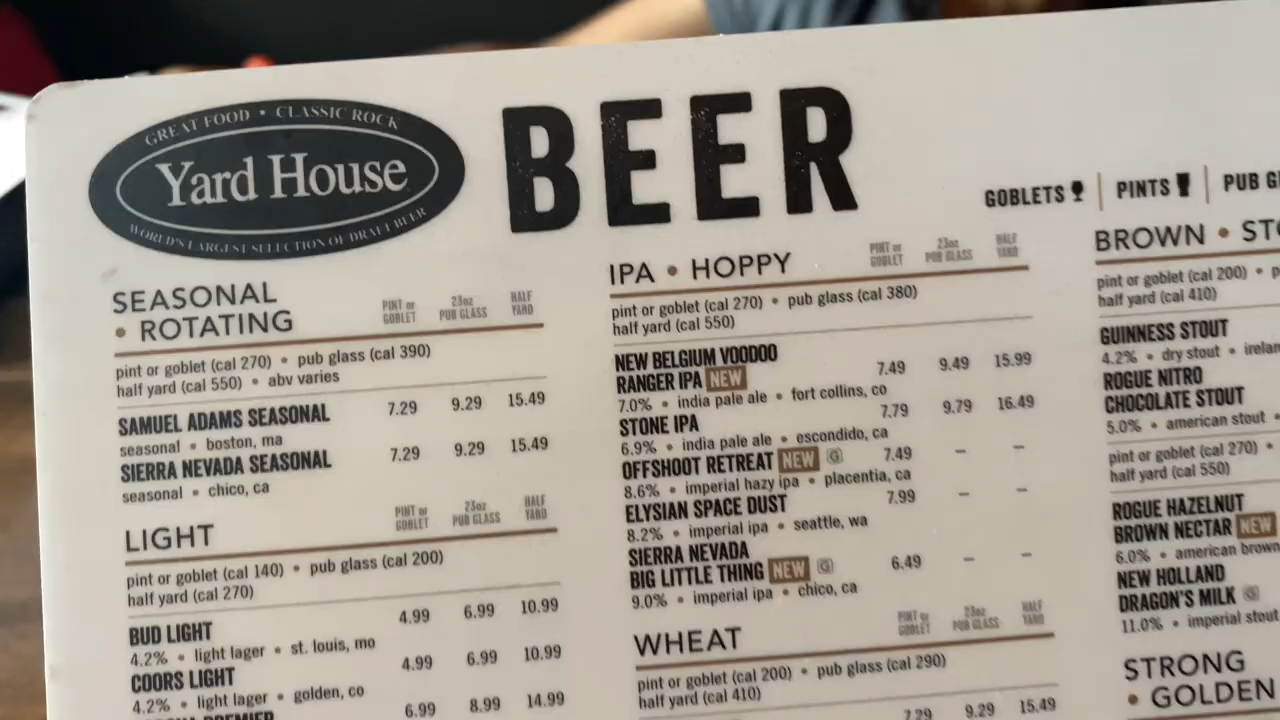 GREAT FOOD • CLASSIC ROCK
Yard House
WORLD'S LARGEST SELECTION OF DRAFT BEER
BEER
GOBLETS | PINTS | PUB
SEASONAL
• ROTATING
PINT or GOBLET 23oz PUB GLASS HALF YARD
pint or goblet (cal 270) • pub glass (cal 390)
half yard (cal 550) • abv varies
SAMUEL ADAMS SEASONAL 7.29 9.29 15.49
seasonal • boston, ma
SIERRA NEVADA SEASONAL 7.29 9.29 15.49
seasonal • chico, ca
LIGHT
PINT or GOBLET 23oz PUB GLASS HALF YARD
pint or goblet (cal 140) • pub glass (cal 200)
half yard (cal 270)
BUD LIGHT 4.99 6.99 10.99
4.2% • light lager • st. louis, mo
COORS LIGHT 4.99 6.99 10.99
4.2% • light lager • golden, co
6.99 8.99 14.99
IPA • HOPPY
PINT or GOBLET 23oz PUB GLASS HALF YARD
pint or goblet (cal 270) • pub glass (cal 380)
half yard (cal 550)
NEW BELGIUM VOODOO
RANGER IPA NEW 7.49 9.49 15.99
7.0% • india pale ale • fort collins, co
STONE IPA 7.79 9.79 16.49
6.9% • india pale ale • escondido, ca
OFFSHOOT RETREAT NEW G 7.49 – –
8.6% • imperial hazy ipa • placentia, ca
ELYSIAN SPACE DUST 7.99 – –
8.2% • imperial ipa • seattle, wa
SIERRA NEVADA
BIG LITTLE THING NEW G 6.49 – –
9.0% • imperial ipa • chico, ca
WHEAT
PINT or GOBLET 23oz PUB GLASS HALF YARD
pint or goblet (cal 200) • pub glass (cal 290)
half yard (cal 410)
7.29 9.29 15.49
BROWN •
pint or goblet (cal 200) •
half yard (cal 410)
GUINNESS STOUT
4.2% • dry stout •
ROGUE NITRO
CHOCOLATE STOUT
5.0% • american stout •
pint or goblet (cal 270) •
half yard (cal 550)
ROGUE HAZELNUT
BROWN NECTAR NEW
6.0% • american brown
NEW HOLLAND
DRAGON'S MILK G
11.0% • imperial stout
STRONG
• GOLDEN